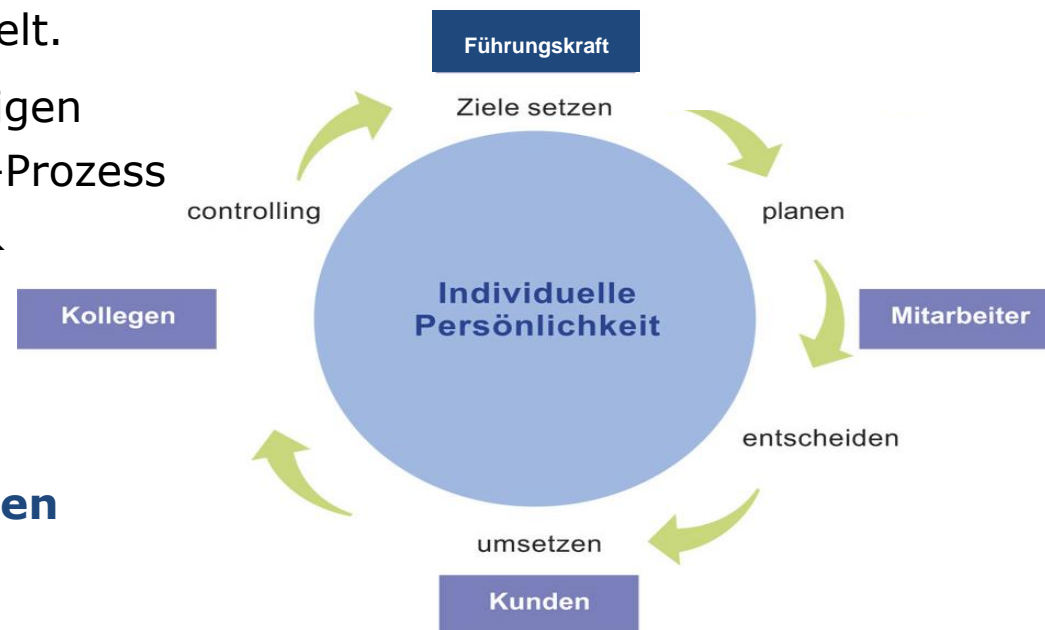 elt.
igen
-Prozess
en
Führungskraft
Ziele setzen
planen
Mitarbeiter
entscheiden
umsetzen
Kunden
Kollegen
controlling
Individuelle
Persönlichkeit